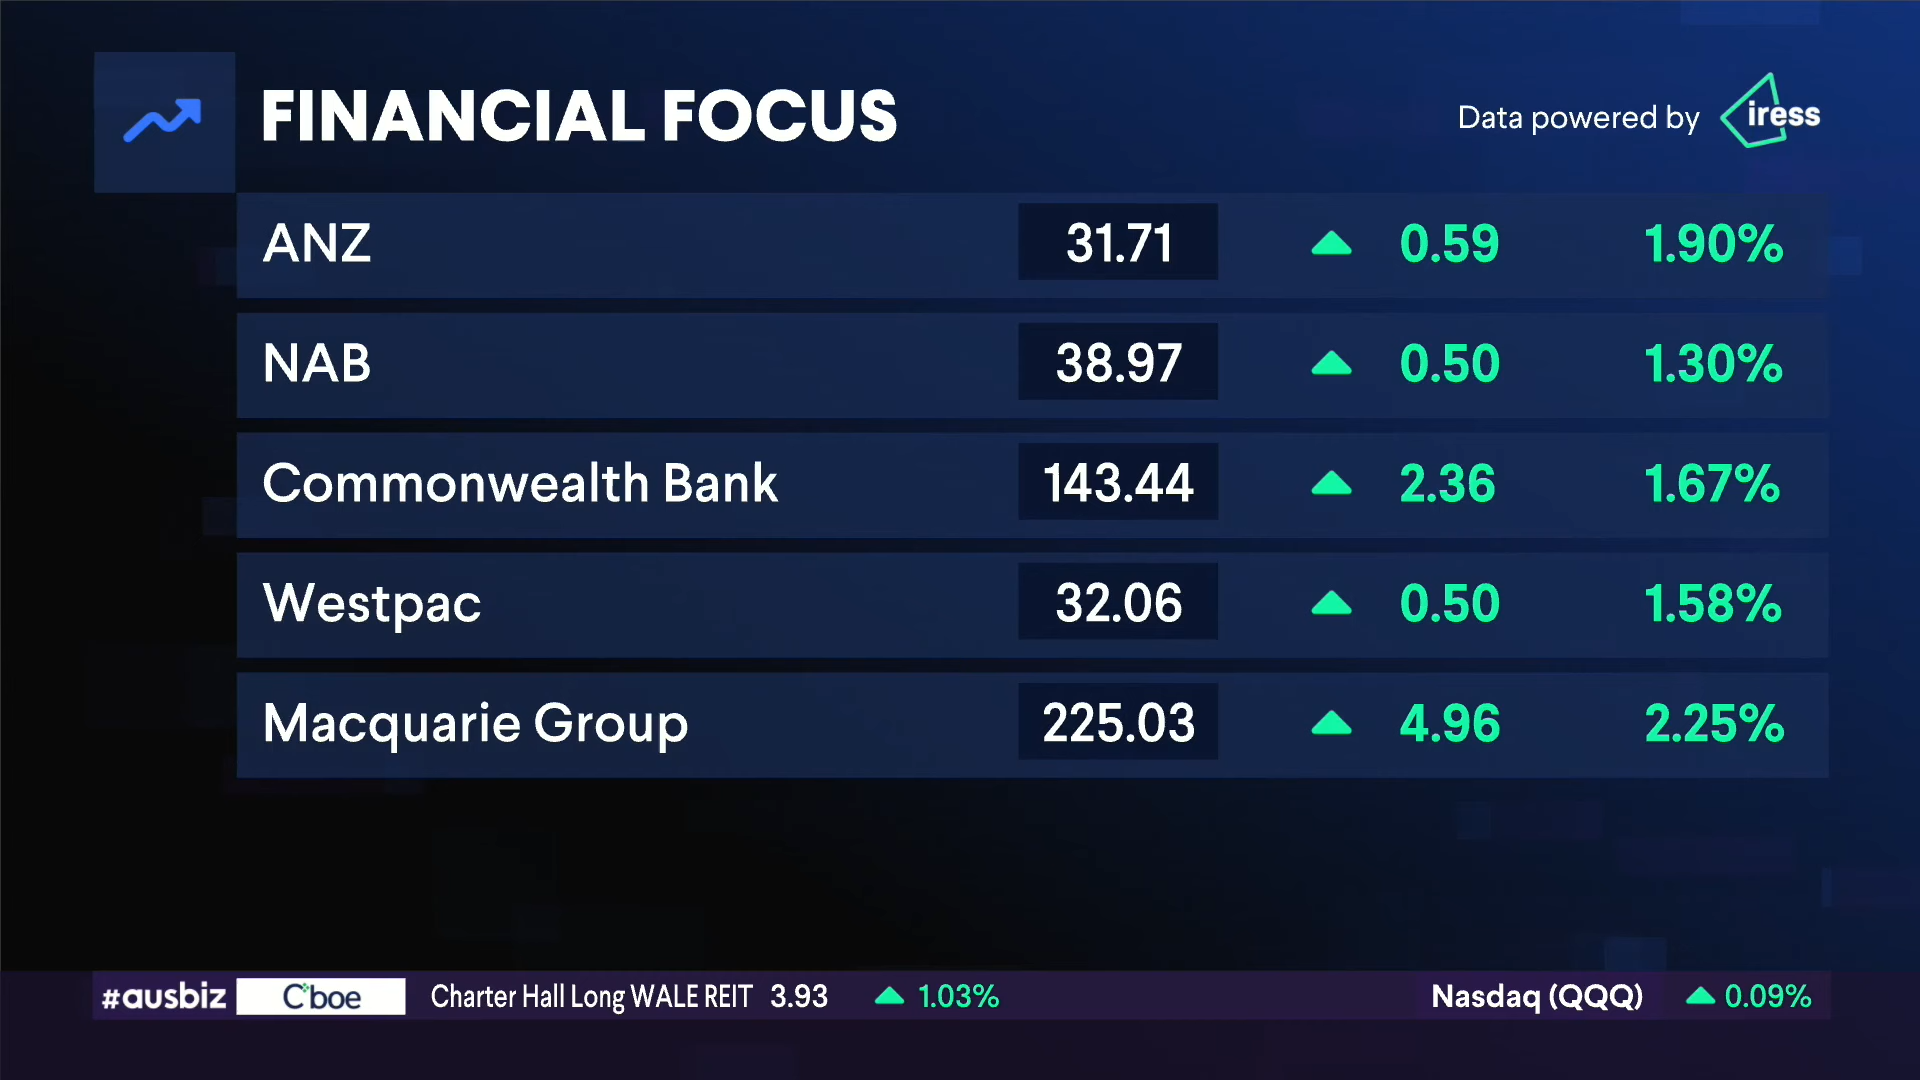 FINANCIAL FOCUS
Data powered by iress
ANZ 31.71 ▲ 0.59 1.90%
NAB 38.97 ▲ 0.50 1.30%
Commonwealth Bank 143.44 ▲ 2.36 1.67%
Westpac 32.06 ▲ 0.50 1.58%
Macquarie Group 225.03 ▲ 4.96 2.25%
#ausbiz Cboe Charter Hall Long WALE REIT 3.93 ▲ 1.03% Nasdaq (QQQ) ▲ 0.09%